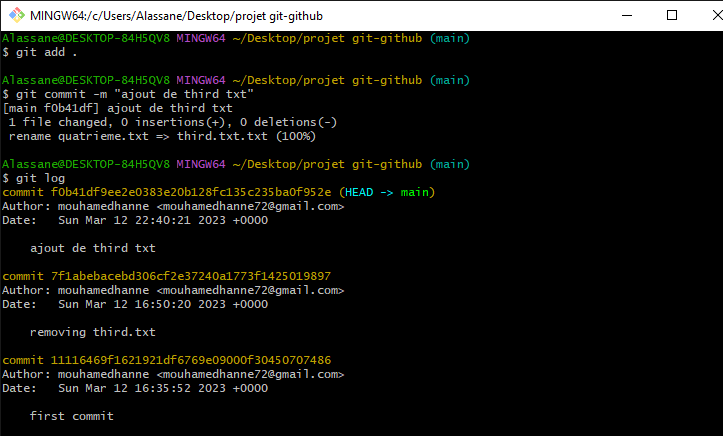 MINGW64:/c/Users/Alassane/Desktop/projet git-github
Alassane@DESKTOP-84H5QV8 MINGW64 ~/Desktop/projet git-github (main)
$ git add .
Alassane@DESKTOP-84H5QV8 MINGW64 ~/Desktop/projet git-github (main)
$ git commit -m "ajout de third txt"
[main f0b41df] ajout de third txt
 1 file changed, 0 insertions(+), 0 deletions(-)
 rename quatrieme.txt => third.txt.txt (100%)
Alassane@DESKTOP-84H5QV8 MINGW64 ~/Desktop/projet git-github (main)
$ git log
commit f0b41df9ee2e0383e20b128fc135c235ba0f952e (HEAD -> main)
Author: mouhamedhanne <mouhamedhanne72@gmail.com>
Date:   Sun Mar 12 22:40:21 2023 +0000
    ajout de third txt
commit 7f1abebacebd306cf2e37240a1773f1425019897
Author: mouhamedhanne <mouhamedhanne72@gmail.com>
Date:   Sun Mar 12 16:50:20 2023 +0000
    removing third.txt
commit 11116469f1621921df6769e09000f30450707486
Author: mouhamedhanne <mouhamedhanne72@gmail.com>
Date:   Sun Mar 12 16:35:52 2023 +0000
    first commit